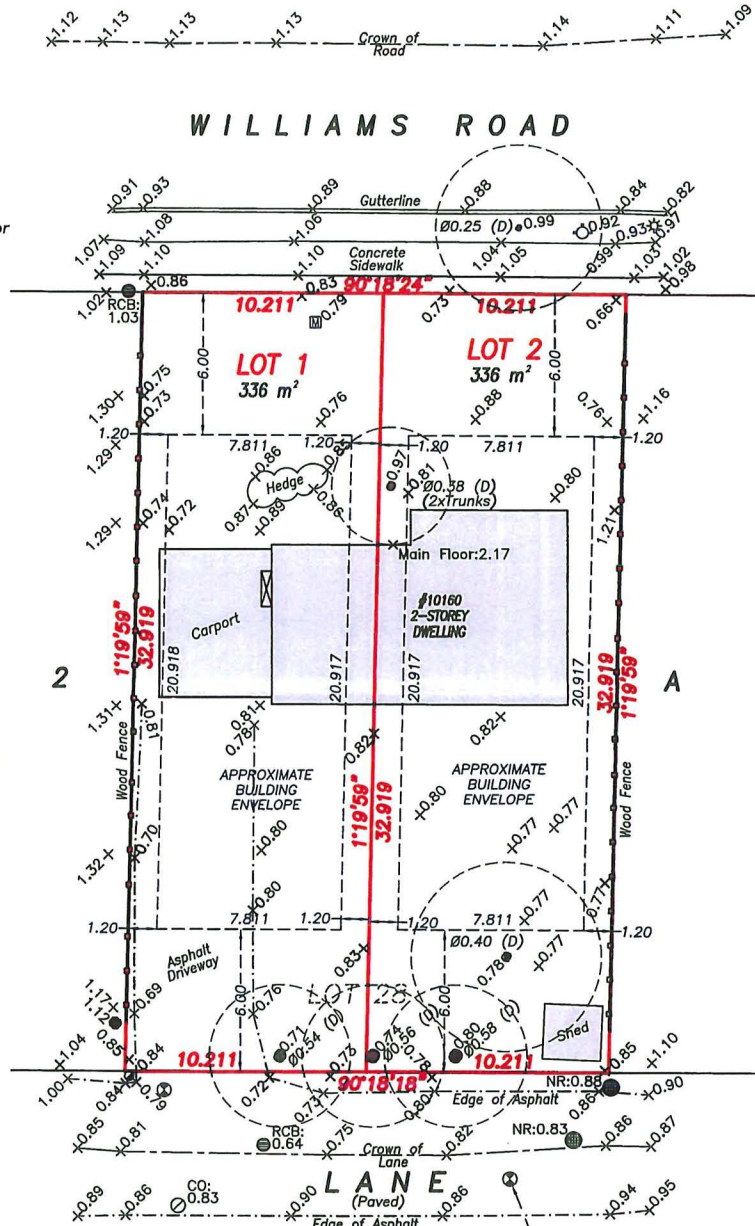 1.12 1.13 1.13 1.14 1.11 1.09
Crown of
Road
WILLIAMS ROAD
0.91 0.93 0.89 0.88 0.84 0.82
Gutterline
Ø0.25 (D) 0.99 0.92 0.93 0.97
or
1.07 1.08 1.06 1.04 0.99
Concrete
Sidewalk
1.09 1.10 1.10 1.05 1.03 1.02
1.02 0.86 0.83 90°18'24" 0.73 0.98
RCB:
1.03
10.211 0.79 10.211 0.66
M
LOT 1 LOT 2
336 m² 336 m²
6.00 6.00
1.30 0.75
0.73 0.76 0.88 0.76 1.16
1.20 7.811 1.20 1.20 7.811 1.20
1.29
0.86 0.85 0.97 0.81 0.80
Hedge
Ø0.38 (D)
(2xTrunks)
0.87 0.89 0.86
1.29 0.74 0.72 1.21
Main Floor:2.17
#10160
2-STOREY
DWELLING
Carport
1°19'59" 32.919 20.918 20.917 20.917 20.917 32.919 1°19'59"
2 A
1.31 0.81 0.81 0.78 0.82 0.82
Wood Fence
Wood Fence
APPROXIMATE
BUILDING
ENVELOPE
APPROXIMATE
BUILDING
ENVELOPE
1°19'59" 32.919
0.80 0.77 0.77
1.32 0.70 0.80
0.80 0.77 0.77
1.20 7.811 1.20 1.20 7.811 1.20
Asphalt
Driveway
0.83 Ø0.40 (D)
0.78 0.77
6.00 6.00
LOT 25
1.17 0.69 0.76
1.12
0.85
0.71 Ø0.54 (D) 0.74 Ø0.56 (D) 0.80 Ø0.58 (D)
Shed
1.04 0.84 10.211 0.73 0.78 10.211 0.85 1.10
1.00 0.84 0.79 0.72 90°18'18" NR:0.88
0.73 0.80 Edge of Asphalt 0.86 0.90
RCB:
0.64
NR:0.83
0.85 0.81 0.75 0.82 0.86 0.87
Crown of
Lane
CO:
0.83
LANE
(Paved)
0.89 0.86 0.90 0.86 0.94 0.95
Edge of Asphalt